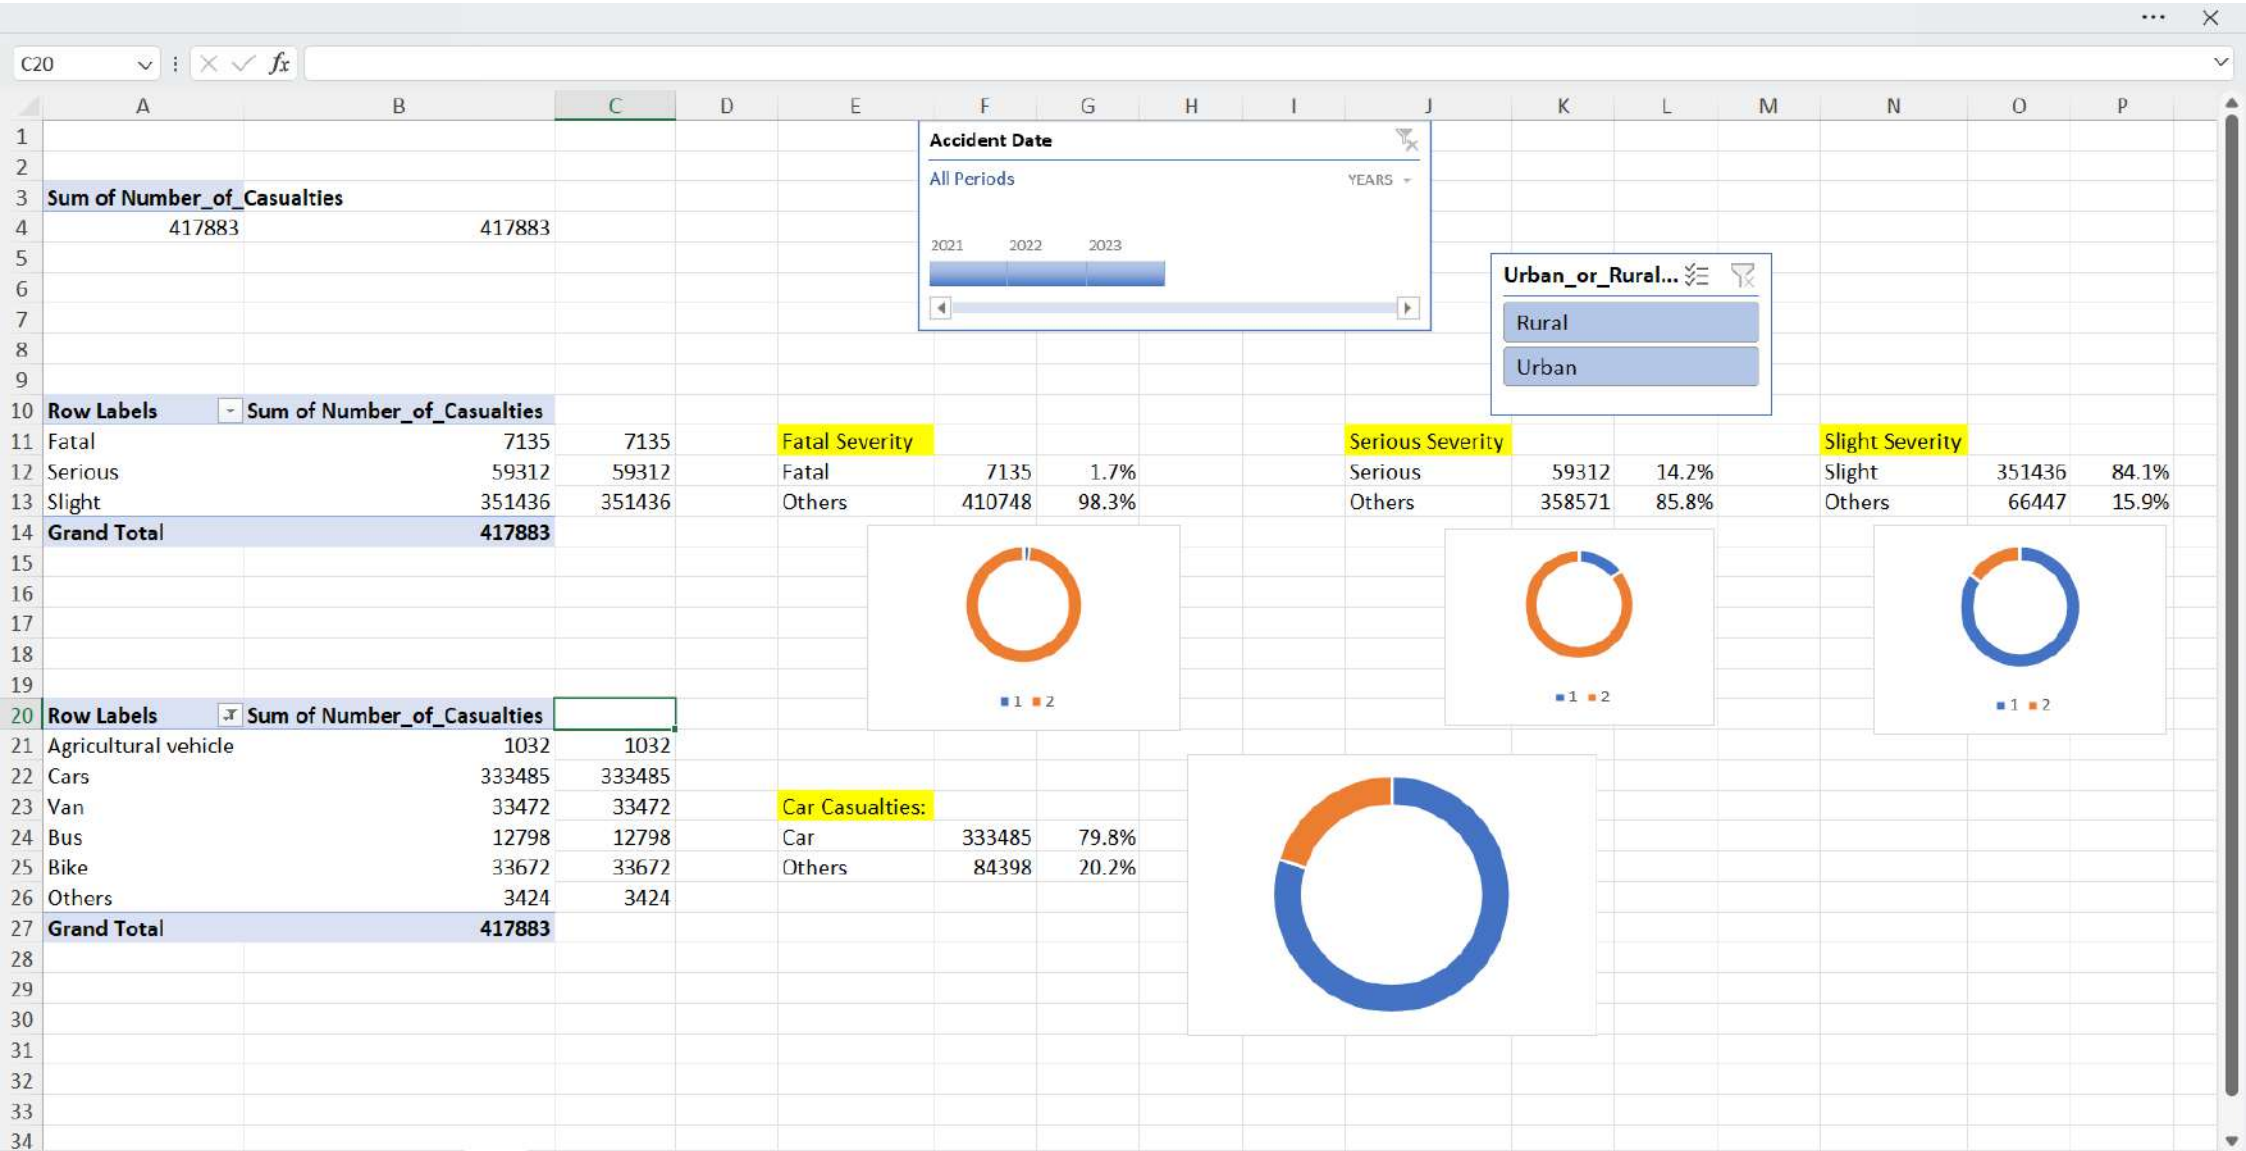 C20 fx
A B C D E F G H I J K L M N O P
1 Accident Date
2 All Periods YEARS
3 Sum of Number_of_Casualties
4 417883 417883
2021 2022 2023
5
6 Urban_or_Rural...
7 Rural
8
9 Urban
10 Row Labels Sum of Number_of_Casualties
11 Fatal 7135 7135 Fatal Severity Serious Severity Slight Severity
12 Serious 59312 59312 Fatal 7135 1.7% Serious 59312 14.2% Slight 351436 84.1%
13 Slight 351436 351436 Others 410748 98.3% Others 358571 85.8% Others 66447 15.9%
14 Grand Total 417883
15
16
17
18
19
1 2 1 2 1 2
20 Row Labels Sum of Number_of_Casualties
21 Agricultural vehicle 1032 1032
22 Cars 333485 333485
23 Van 33472 33472 Car Casualties:
24 Bus 12798 12798 Car 333485 79.8%
25 Bike 33672 33672 Others 84398 20.2%
26 Others 3424 3424
27 Grand Total 417883
28
29
30
31
32
33
34